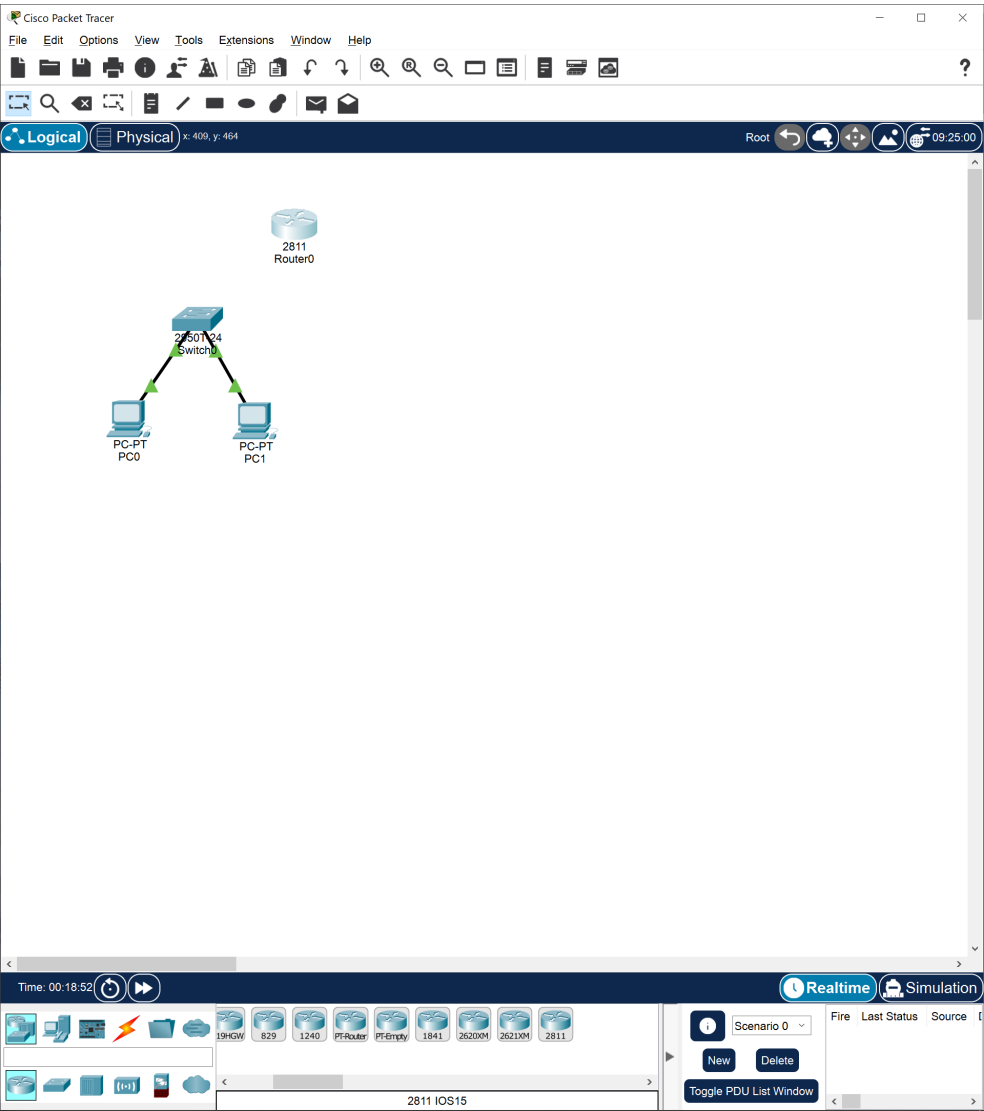 Cisco Packet Tracer
File Edit Options View Tools Extensions Window Help
?
Logical Physical x: 409, y: 464 Root 09:25:00
2811
Router0
2950T-24
Switch0
PC-PT
PC0
PC-PT
PC1
Time: 00:18:52 Realtime Simulation
19HGW 829 1240 PT-Router PT-Empty 1841 2620XM 2621XM 2811
2811 IOS15
Scenario 0
New Delete
Toggle PDU List Window
Fire Last Status Source